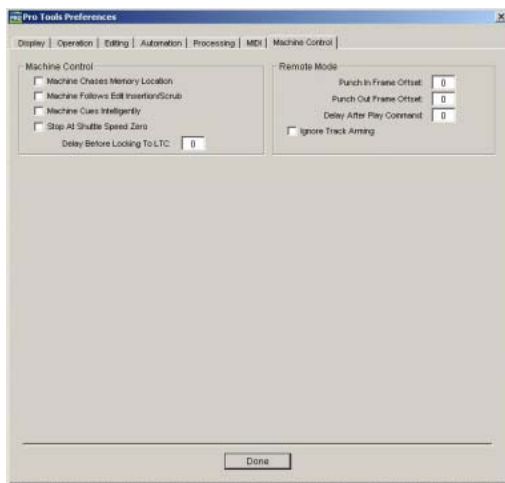 Pro Tools Preferences
Display Operation Editing Automation Processing MIDI Machine Control
Machine Control
Machine Chases Memory Location
Machine Follows Edit Insertion/Scrub
Machine Cues Intelligently
Stop At Shuttle Speed Zero
Delay Before Locking To LTC 0
Remote Mode
Punch In Frame Offset: 0
Punch Out Frame Offset: 0
Delay After Play Command: 0
Ignore Track Arming
Done